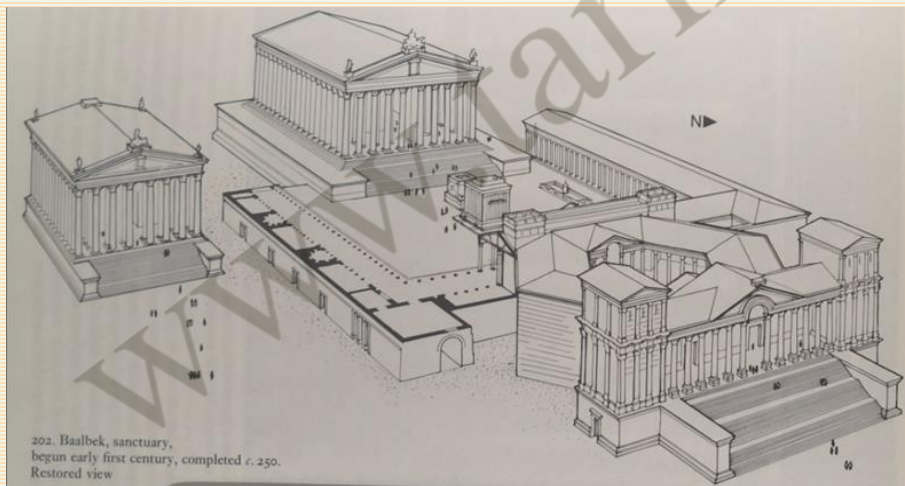 N
202. Baalbek, sanctuary,
begun early first century, completed c. 250.
Restored view